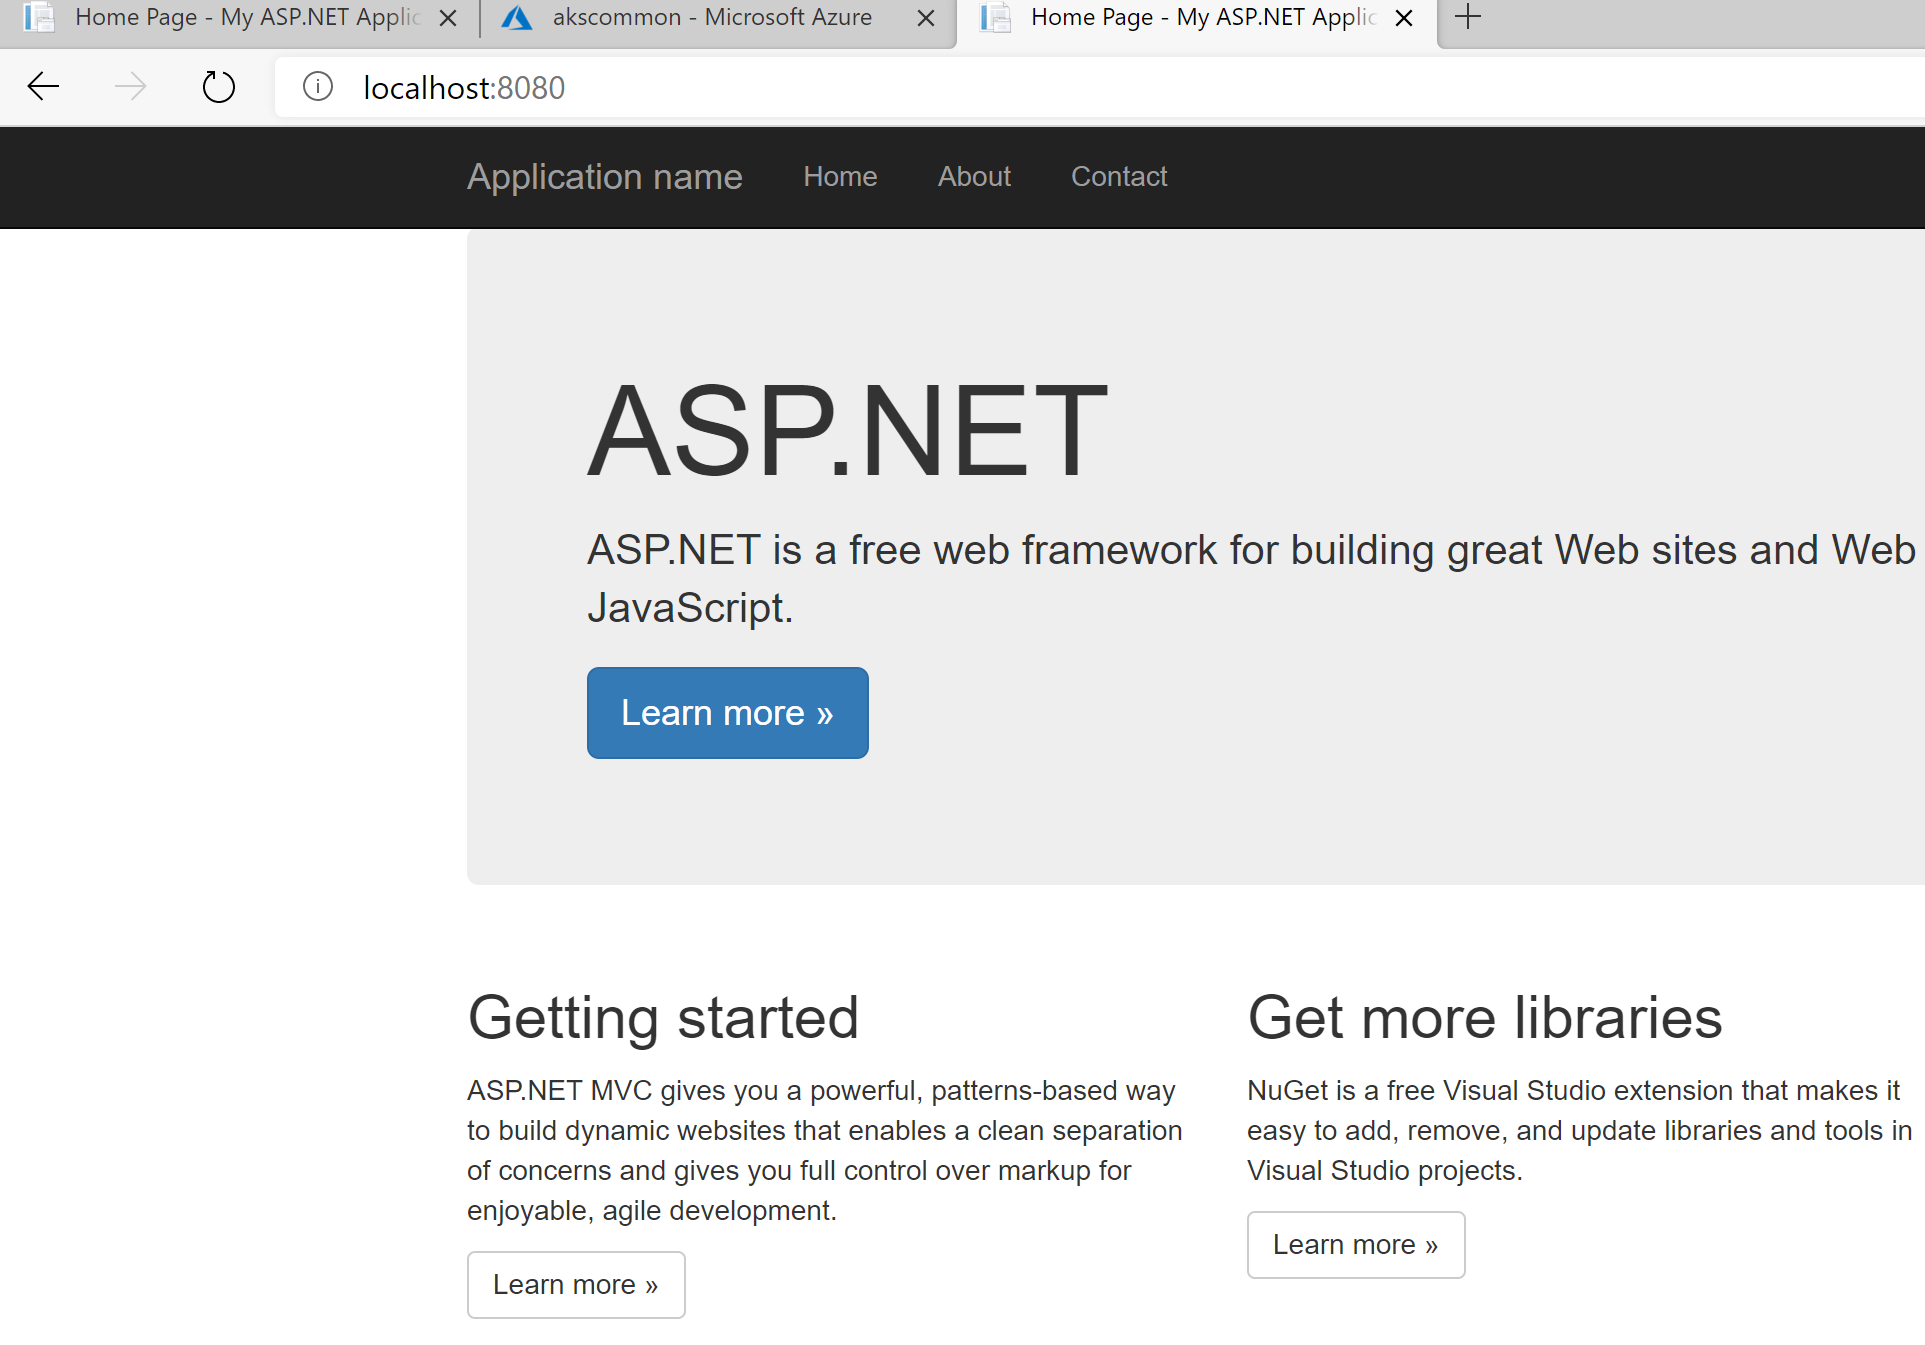 Home Page - My ASP.NET Applic
akscommon - Microsoft Azure
Home Page - My ASP.NET Applic
localhost:8080
Application name Home About Contact
ASP.NET
ASP.NET is a free web framework for building great Web sites and Web
JavaScript.
Learn more »
Getting started
ASP.NET MVC gives you a powerful, patterns-based way
to build dynamic websites that enables a clean separation
of concerns and gives you full control over markup for
enjoyable, agile development.
Learn more »
Get more libraries
NuGet is a free Visual Studio extension that makes it
easy to add, remove, and update libraries and tools in
Visual Studio projects.
Learn more »